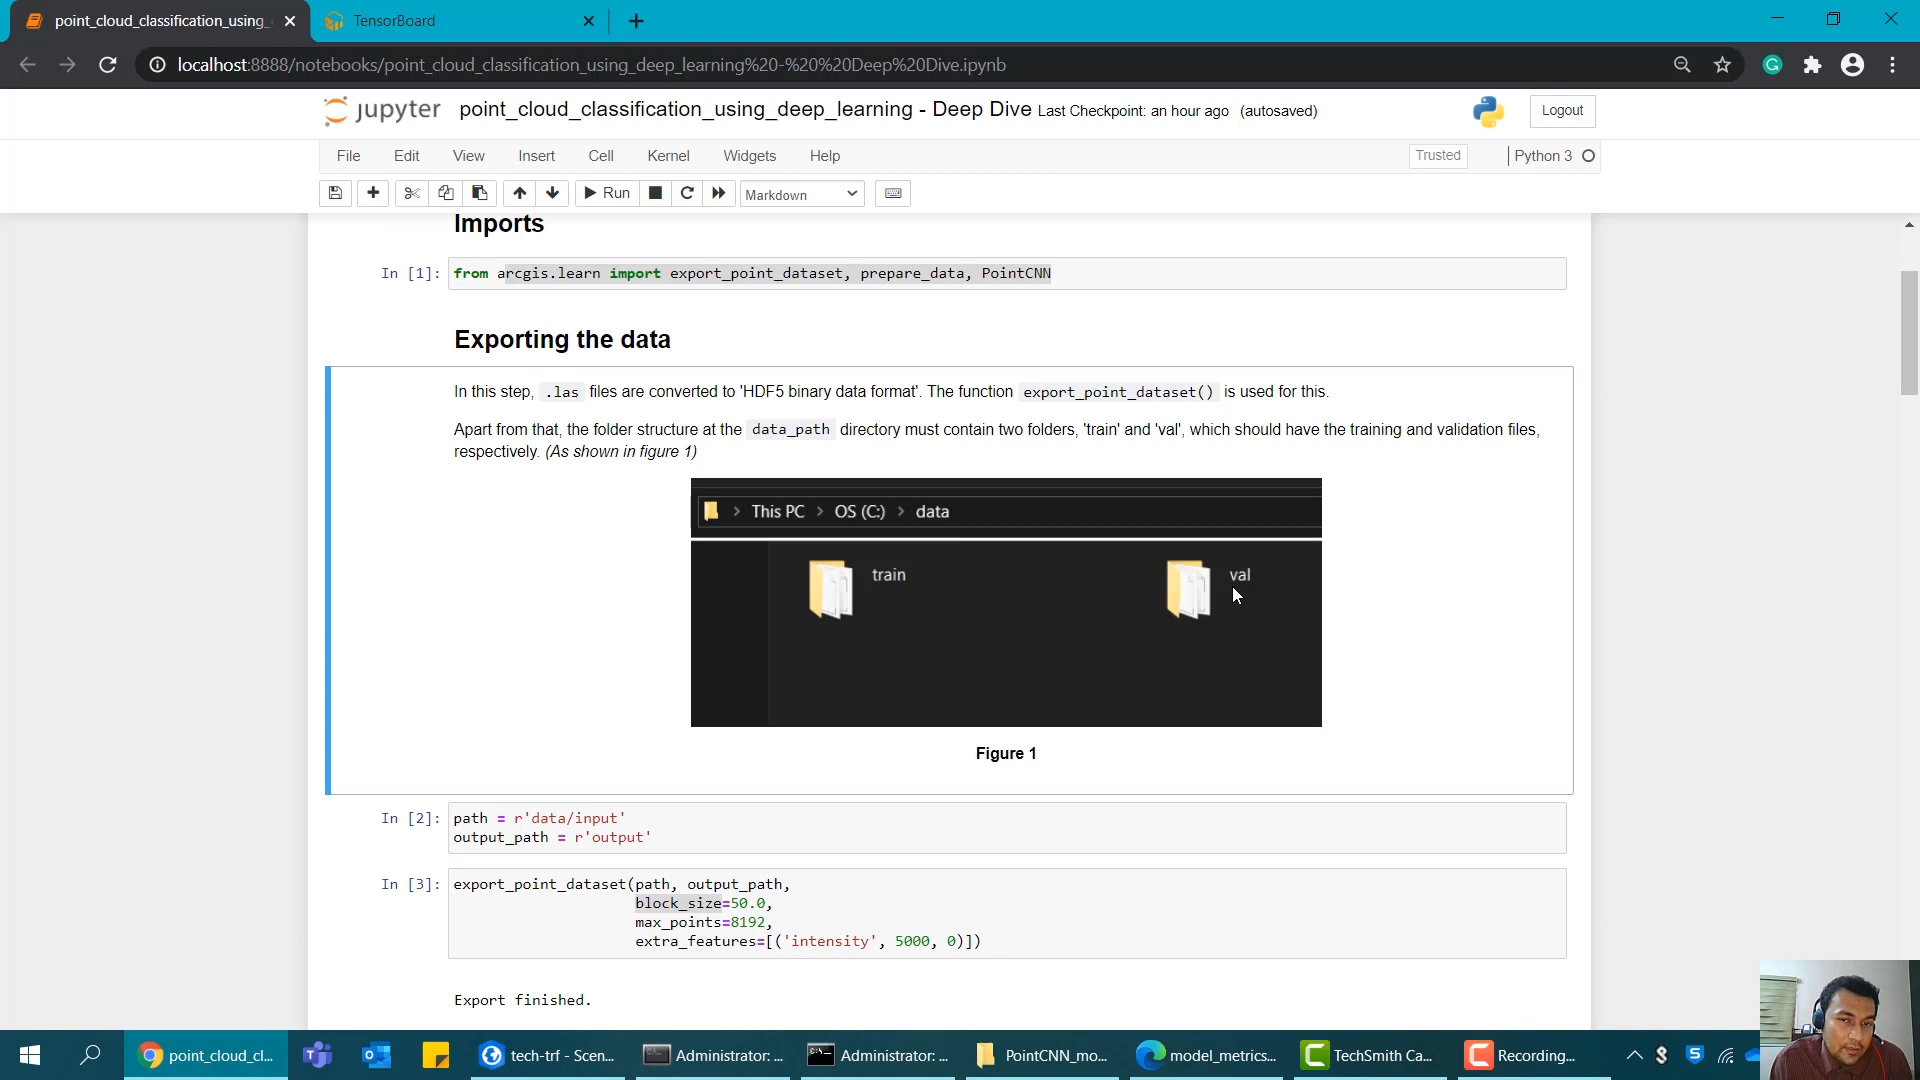 point_cloud_classification_using_
TensorBoard
localhost:8888/notebooks/point_cloud_classification_using_deep_learning%20-%20%20Deep%20Dive.ipynb
jupyter point_cloud_classification_using_deep_learning - Deep Dive Last Checkpoint: an hour ago (autosaved)
Logout
File Edit View Insert Cell Kernel Widgets Help
Trusted
Python 3
Run
Markdown
Imports
In [1]: from arcgis.learn import export_point_dataset, prepare_data, PointCNN
Exporting the data
In this step, .las files are converted to 'HDF5 binary data format'. The function export_point_dataset() is used for this.
Apart from that, the folder structure at the data_path directory must contain two folders, 'train' and 'val', which should have the training and validation files,
respectively. (As shown in figure 1)
This PC > OS (C:) > data
train
val
Figure 1
In [2]: path = r'data/input'
output_path = r'output'
In [3]: export_point_dataset(path, output_path,
block_size=50.0,
max_points=8192,
extra_features=[('intensity', 5000, 0)])
Export finished.
point_cloud_cl...
tech-trf - Scen...
Administrator: ...
Administrator: ...
PointCNN_mo...
model_metrics...
TechSmith Ca...
Recording...